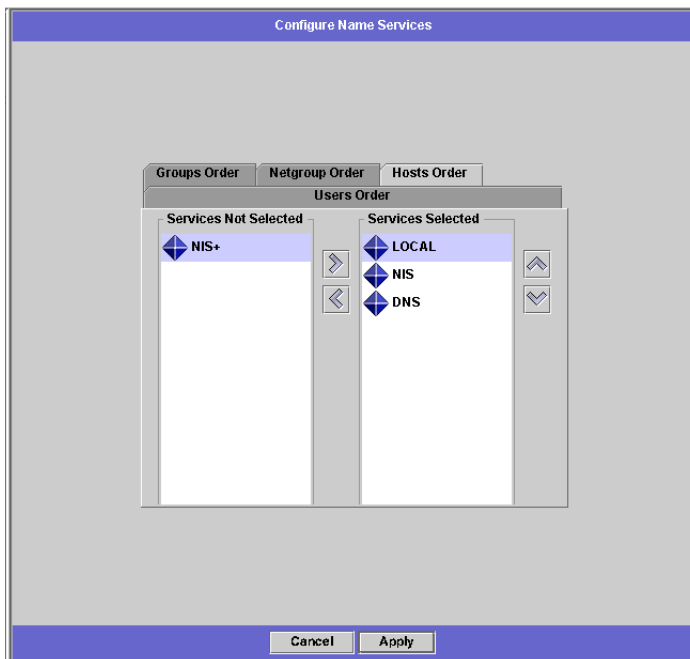 Configure Name Services
Groups Order Netgroup Order Hosts Order
Users Order
Services Not Selected Services Selected
NIS+ LOCAL
NIS
DNS
Cancel Apply